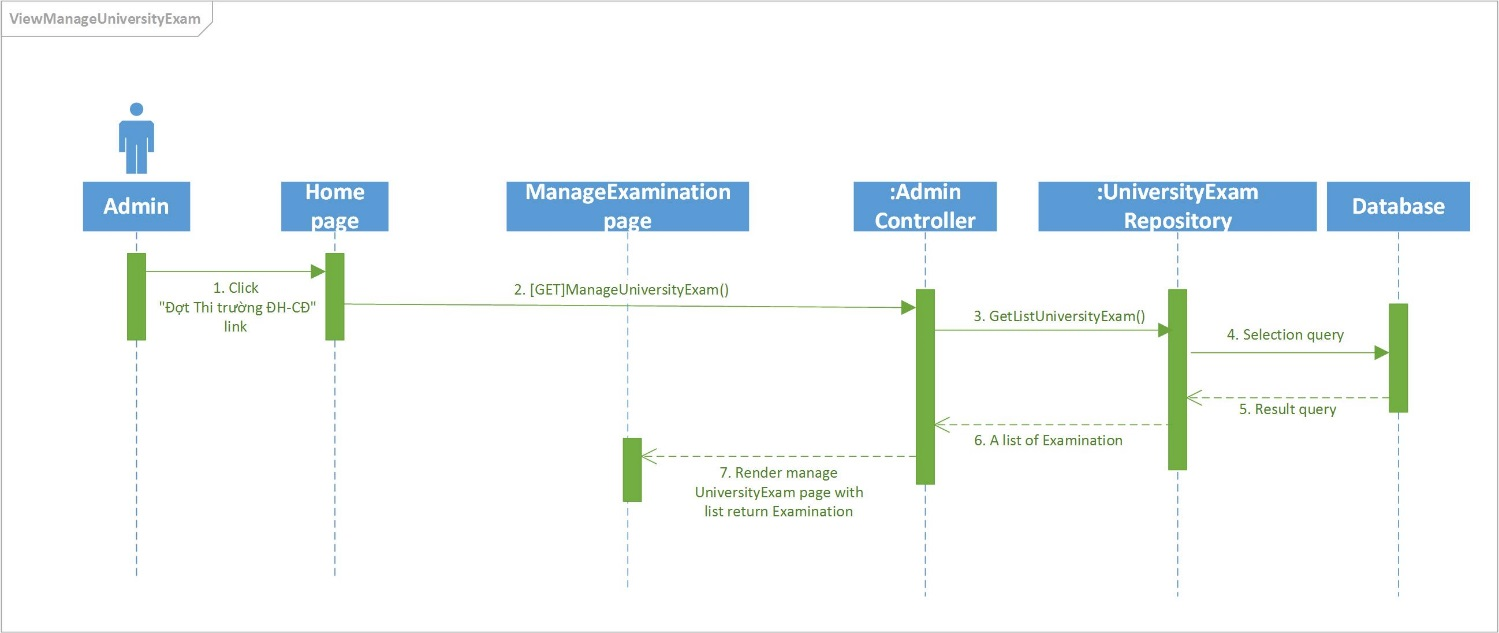 ViewManageUniversityExam
Admin
Home
page
ManageExamination
page
:Admin
Controller
:UniversityExam
Repository
Database
1. Click
"Đợt Thi trường ĐH-CĐ"
link
2. [GET]ManageUniversityExam()
3. GetListUniversityExam()
4. Selection query
5. Result query
6. A list of Examination
7. Render manage
UniversityExam page with
list return Examination